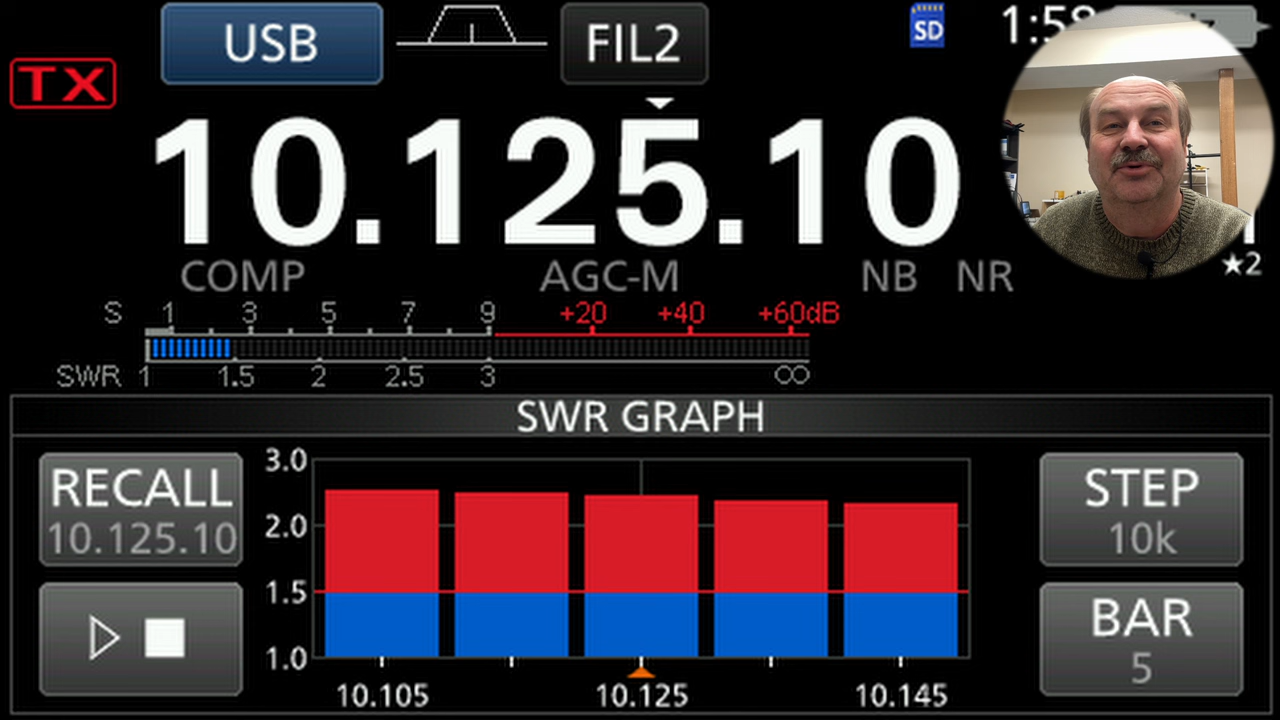 USB
FIL2
SD
TX
10.125.10
COMP AGC-M NB NR
★2
S 1 3 5 7 9 +20 +40 +60dB
SWR 1 1.5 2 2.5 3 ∞
SWR GRAPH
RECALL
10.125.10
3.0
2.0
1.5
1.0
10.105 10.125 10.145
STEP
10k
BAR
5